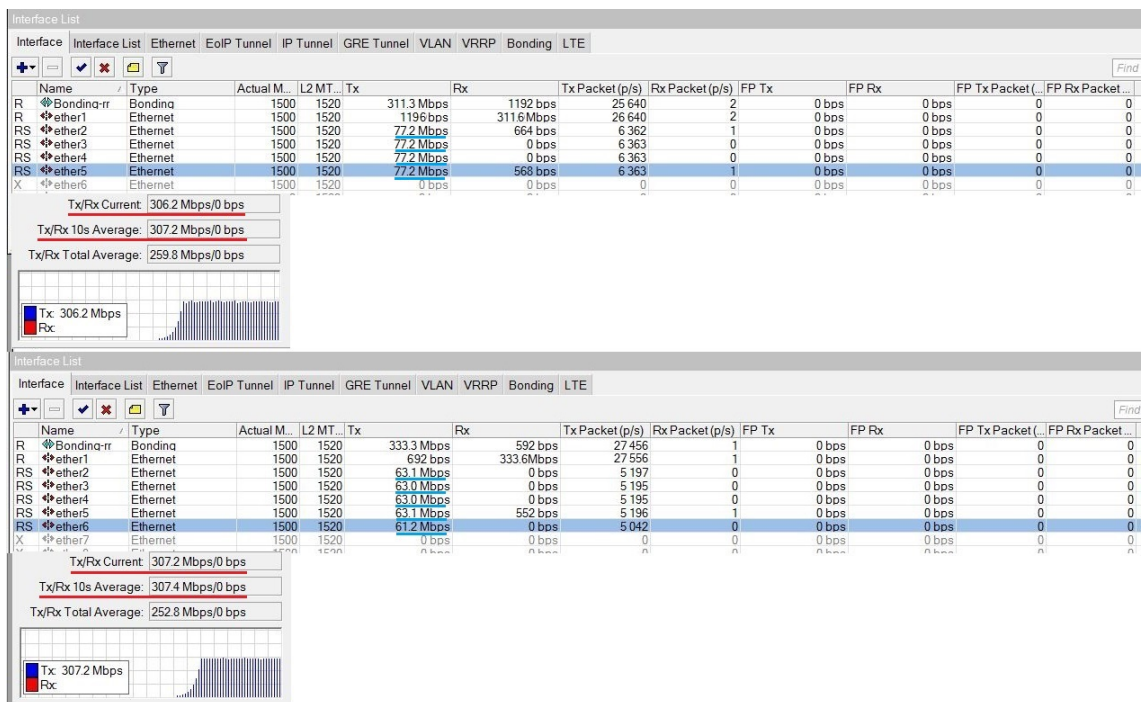 Interface List
Interface Interface List Ethernet EoIP Tunnel IP Tunnel GRE Tunnel VLAN VRRP Bonding LTE
Find
Name / Type Actual M... L2 MT... Tx Rx Tx Packet (p/s) Rx Packet (p/s) FP Tx FP Rx FP Tx Packet (... FP Rx Packet ...
R Bonding-rr Bonding 1500 1520 311.3 Mbps 1192 bps 25 640 2 0 bps 0 bps 0 0
R ether1 Ethernet 1500 1520 1196 bps 311.6 Mbps 26 640 2 0 bps 0 bps 0 0
RS ether2 Ethernet 1500 1520 77.2 Mbps 664 bps 6 362 1 0 bps 0 bps 0 0
RS ether3 Ethernet 1500 1520 77.2 Mbps 0 bps 6 363 0 0 bps 0 bps 0 0
RS ether4 Ethernet 1500 1520 77.2 Mbps 0 bps 6 363 0 0 bps 0 bps 0 0
RS ether5 Ethernet 1500 1520 77.2 Mbps 568 bps 6 363 1 0 bps 0 bps 0 0
X ether6 Ethernet 1500 1520 0 bps 0 bps 0 0 0 bps 0 bps 0 0
Tx/Rx Current: 306.2 Mbps/0 bps
Tx/Rx 10s Average: 307.2 Mbps/0 bps
Tx/Rx Total Average: 259.8 Mbps/0 bps
Tx: 306.2 Mbps
Rx:
Interface List
Interface Interface List Ethernet EoIP Tunnel IP Tunnel GRE Tunnel VLAN VRRP Bonding LTE
Find
Name / Type Actual M... L2 MT... Tx Rx Tx Packet (p/s) Rx Packet (p/s) FP Tx FP Rx FP Tx Packet (... FP Rx Packet ...
R Bonding-rr Bonding 1500 1520 333.3 Mbps 592 bps 27 456 1 0 bps 0 bps 0 0
R ether1 Ethernet 1500 1520 692 bps 333.6 Mbps 27 556 1 0 bps 0 bps 0 0
RS ether2 Ethernet 1500 1520 63.1 Mbps 0 bps 5 197 0 0 bps 0 bps 0 0
RS ether3 Ethernet 1500 1520 63.0 Mbps 0 bps 5 195 0 0 bps 0 bps 0 0
RS ether4 Ethernet 1500 1520 63.0 Mbps 0 bps 5 195 0 0 bps 0 bps 0 0
RS ether5 Ethernet 1500 1520 63.1 Mbps 552 bps 5 196 1 0 bps 0 bps 0 0
RS ether6 Ethernet 1500 1520 61.2 Mbps 0 bps 5 042 0 0 bps 0 bps 0 0
X ether7 Ethernet 1500 1520 0 bps 0 bps 0 0 0 bps 0 bps 0 0
Tx/Rx Current: 307.2 Mbps/0 bps
Tx/Rx 10s Average: 307.4 Mbps/0 bps
Tx/Rx Total Average: 252.8 Mbps/0 bps
Tx: 307.2 Mbps
Rx: